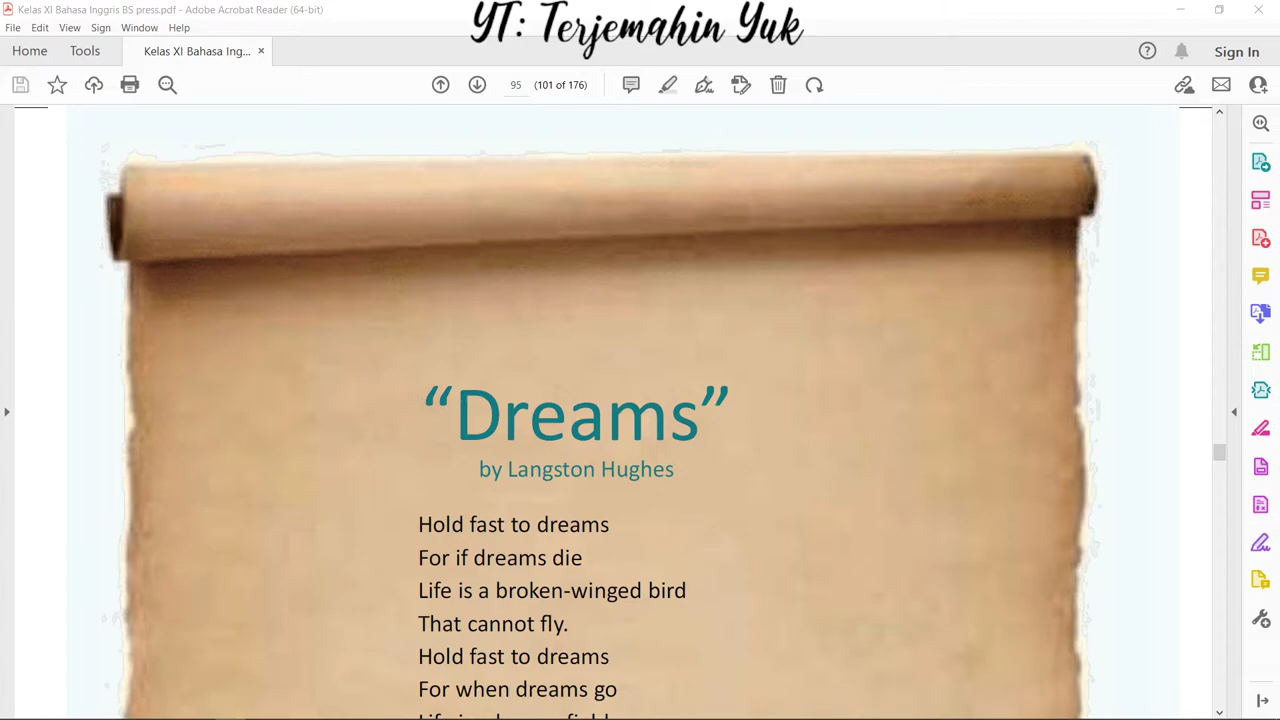 Kelas XI Bahasa Inggris BS press.pdf - Adobe Acrobat Reader (64-bit)
YT: Terjemahin Yuk
File Edit View Sign Window Help
Home Tools Kelas XI Bahasa Ing... ×
Sign In
95 (101 of 176)
“Dreams”
by Langston Hughes
Hold fast to dreams
For if dreams die
Life is a broken-winged bird
That cannot fly.
Hold fast to dreams
For when dreams go